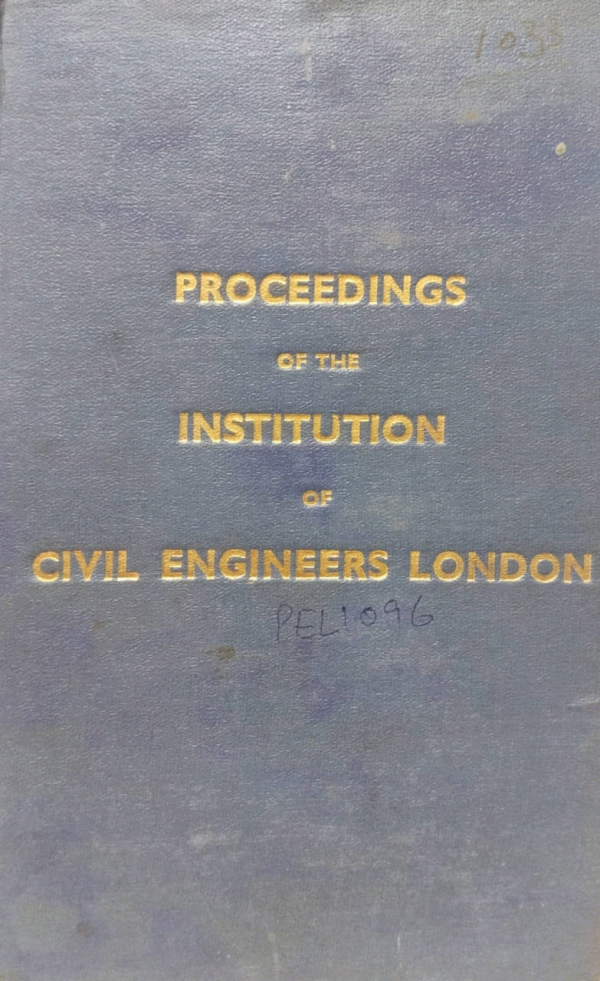 1033
PROCEEDINGS
OF THE
INSTITUTION
OF
CIVIL ENGINEERS LONDON
PEL1096